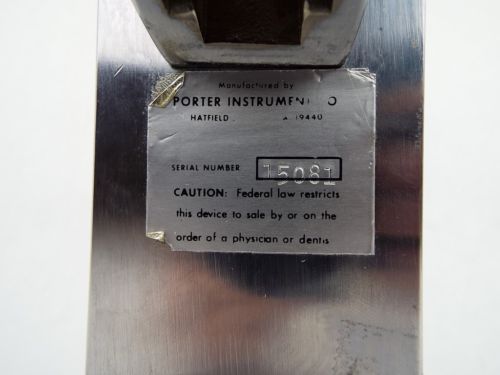 Manufactured by
PORTER INSTRUMEN O
HATFIELD A 19440
SERIAL NUMBER 15081
CAUTION: Federal law restricts
this device to sale by or on the
order of a physician or dentis